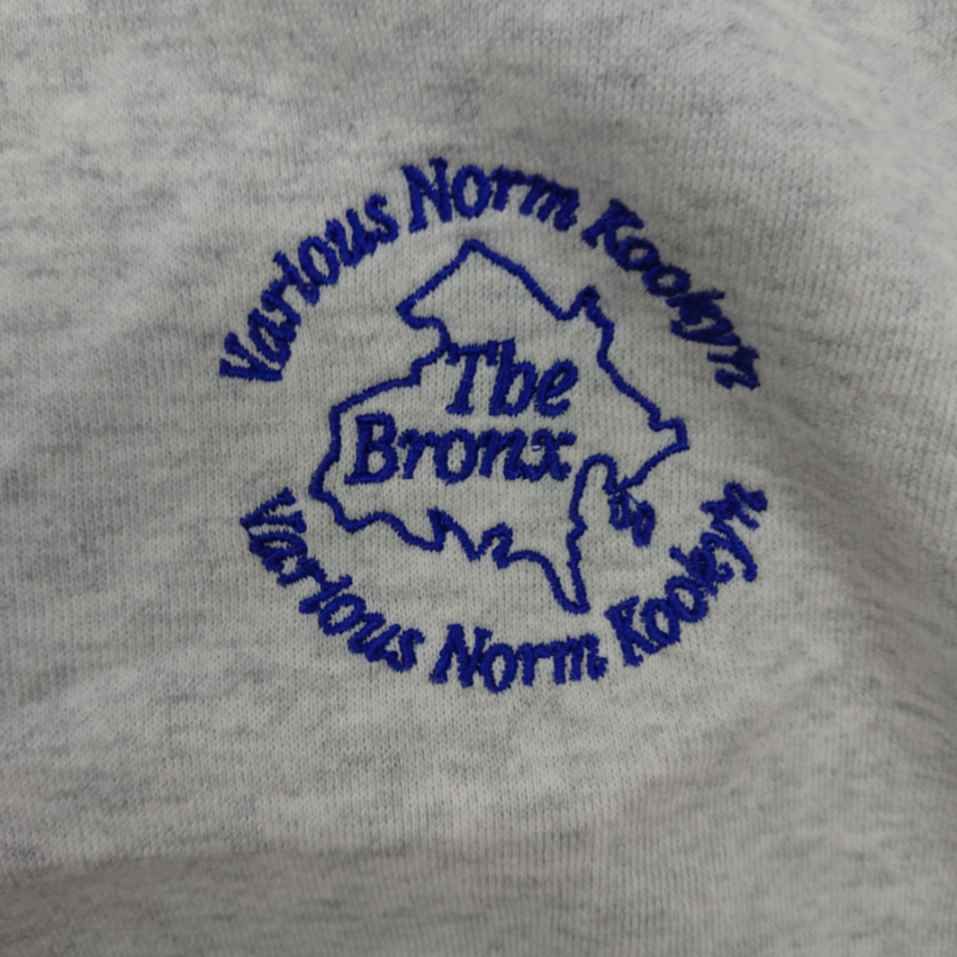 Various Norm Kookyn
The
Bronx
Various Norm Kookyn